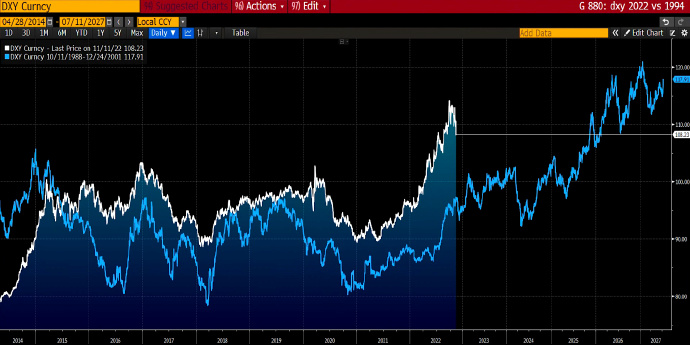 DXY Curncy
96) Actions
97) Edit
G 880: dxy 2022 vs 1994
04/28/2014 - 07/11/2027 Local CCY
1D 3D 1M 6M YTD 1Y 5Y Max Daily ▼ Table Add Data « Edit Chart
DXY Curncy - Last Price on 11/11/22 108.23
DXY Curncy 10/11/1988-12/24/2001 117.91
120.00
117.91
110.00
108.23
100.00
90.00
80.00
2014 2015 2016 2017 2018 2019 2020 2021 2022 2023 2024 2025 2026 2027